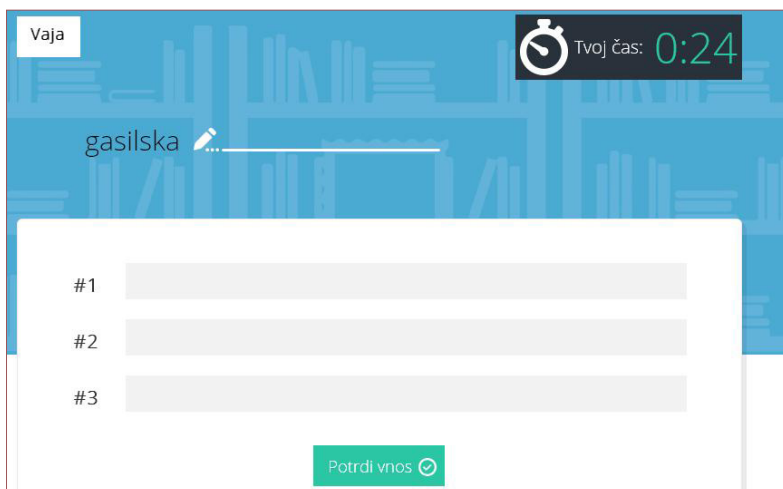 Vaja
Tvoj čas: 0:24
gasilska
#1
#2
#3
Potrdi vnos